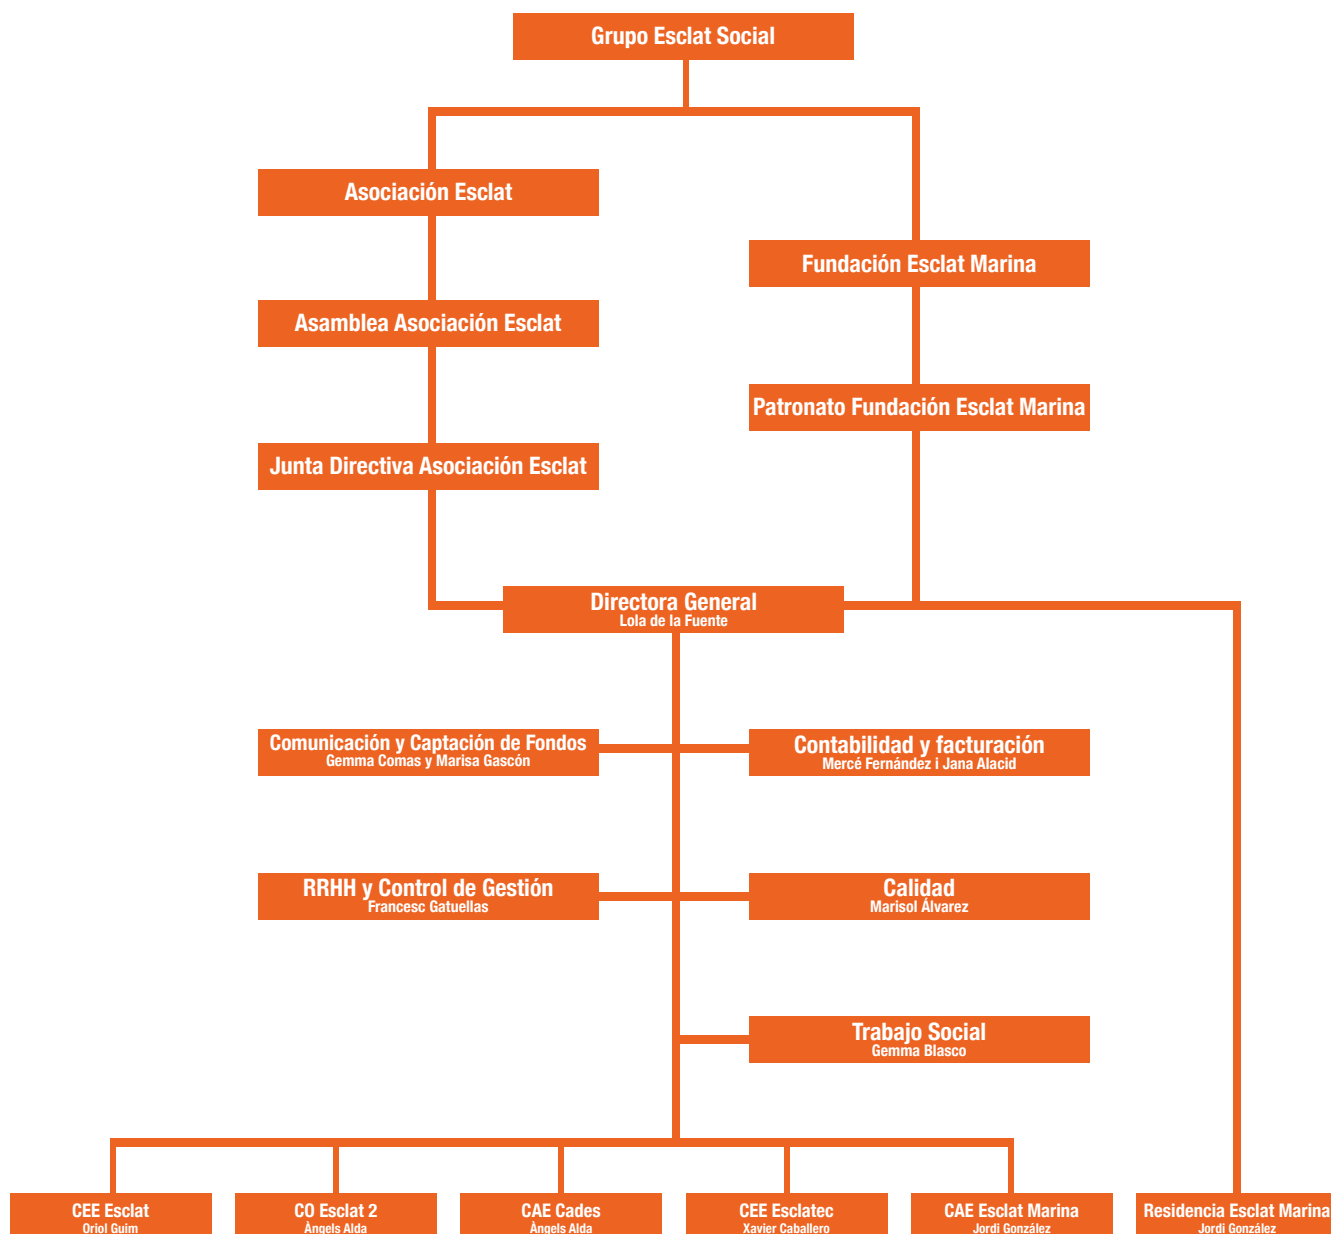 Grupo Esclat Social
Asociación Esclat
Fundación Esclat Marina
Asamblea Asociación Esclat
Patronato Fundación Esclat Marina
Junta Directiva Asociación Esclat
Directora General
Lola de la Fuente
Comunicación y Captación de Fondos
Gemma Comas y Marisa Gascón
Contabilidad y facturación
Mercé Fernández i Jana Alacid
RRHH y Control de Gestión
Francesc Gatuellas
Calidad
Marisol Álvarez
Trabajo Social
Gemma Blasco
CEE Esclat
Oriol Guim
CO Esclat 2
Àngels Alda
CAE Cades
Àngels Alda
CEE Esclatec
Xavier Caballero
CAE Esclat Marina
Jordi González
Residencia Esclat Marina
Jordi González